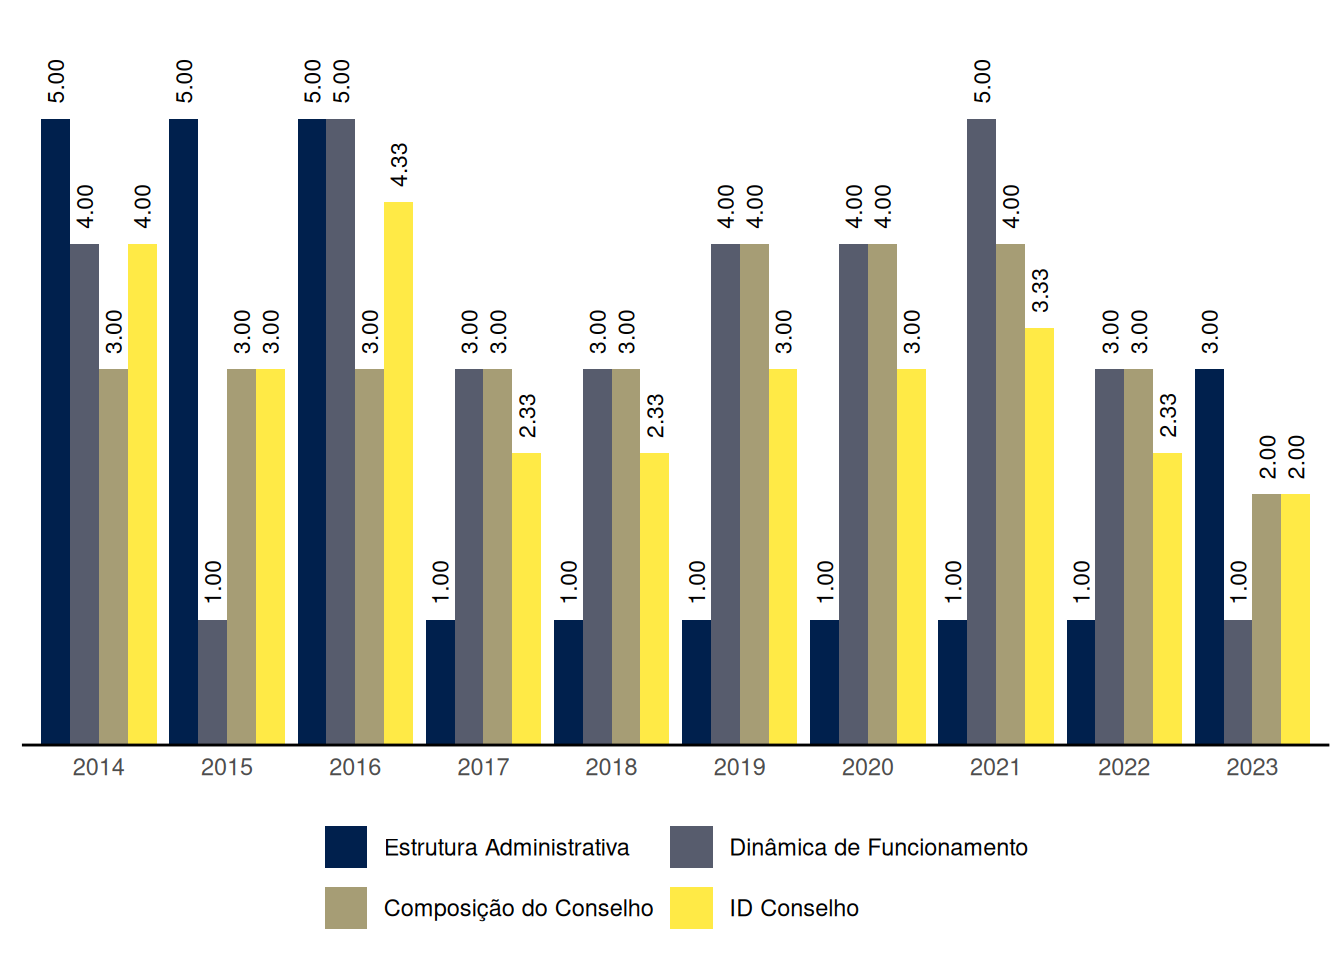 5.00 5.00 5.00 5.00 5.00
4.33
4.00 4.00 4.00 4.00 4.00 4.00 4.00
3.33
3.00 3.00 3.00 3.00 3.00 3.00 3.00 3.00 3.00 3.00 3.00 3.00 3.00
2.33 2.33 2.33
2.00 2.00
1.00 1.00 1.00 1.00 1.00 1.00 1.00 1.00
2014 2015 2016 2017 2018 2019 2020 2021 2022 2023
Estrutura Administrativa Dinâmica de Funcionamento
Composição do Conselho ID Conselho